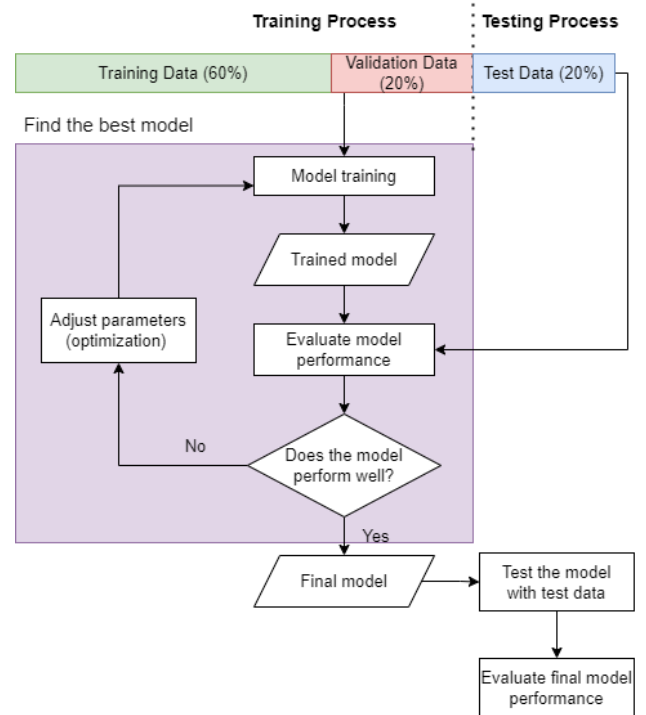 Training Process
Testing Process
Training Data (60%)
Validation Data
(20%)
Test Data (20%)
Find the best model
Model training
Trained model
Adjust parameters
(optimization)
Evaluate model
performance
No
Does the model
perform well?
Yes
Final model
Test the model
with test data
Evaluate final model
performance